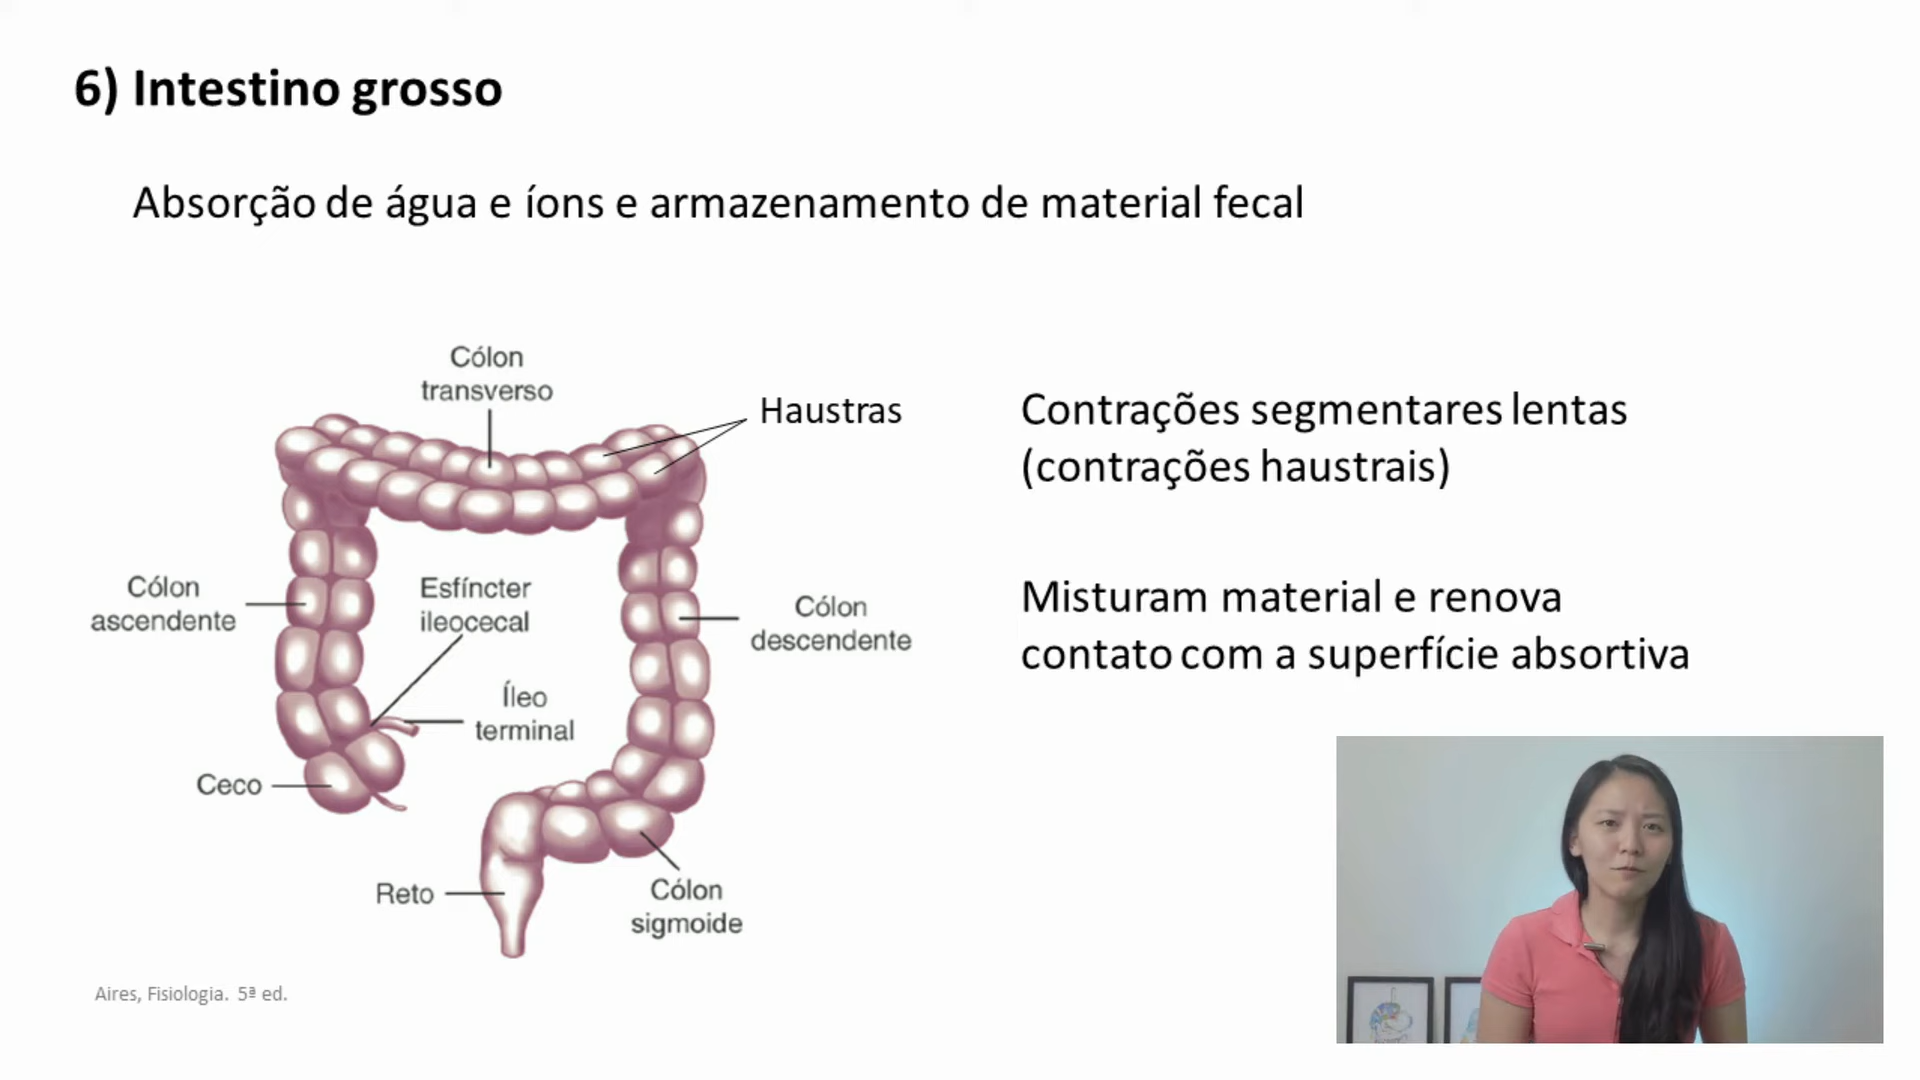 6) Intestino grosso
Absorção de água e íons e armazenamento de material fecal
Cólon
transverso
Haustras
Contrações segmentares lentas
(contrações haustrais)
Cólon
ascendente
Esfíncter
ileocecal
Cólon
descendente
Misturam material e renova
contato com a superfície absortiva
Íleo
terminal
Ceco
Reto
Cólon
sigmoide
Aires, Fisiologia. 5ª ed.